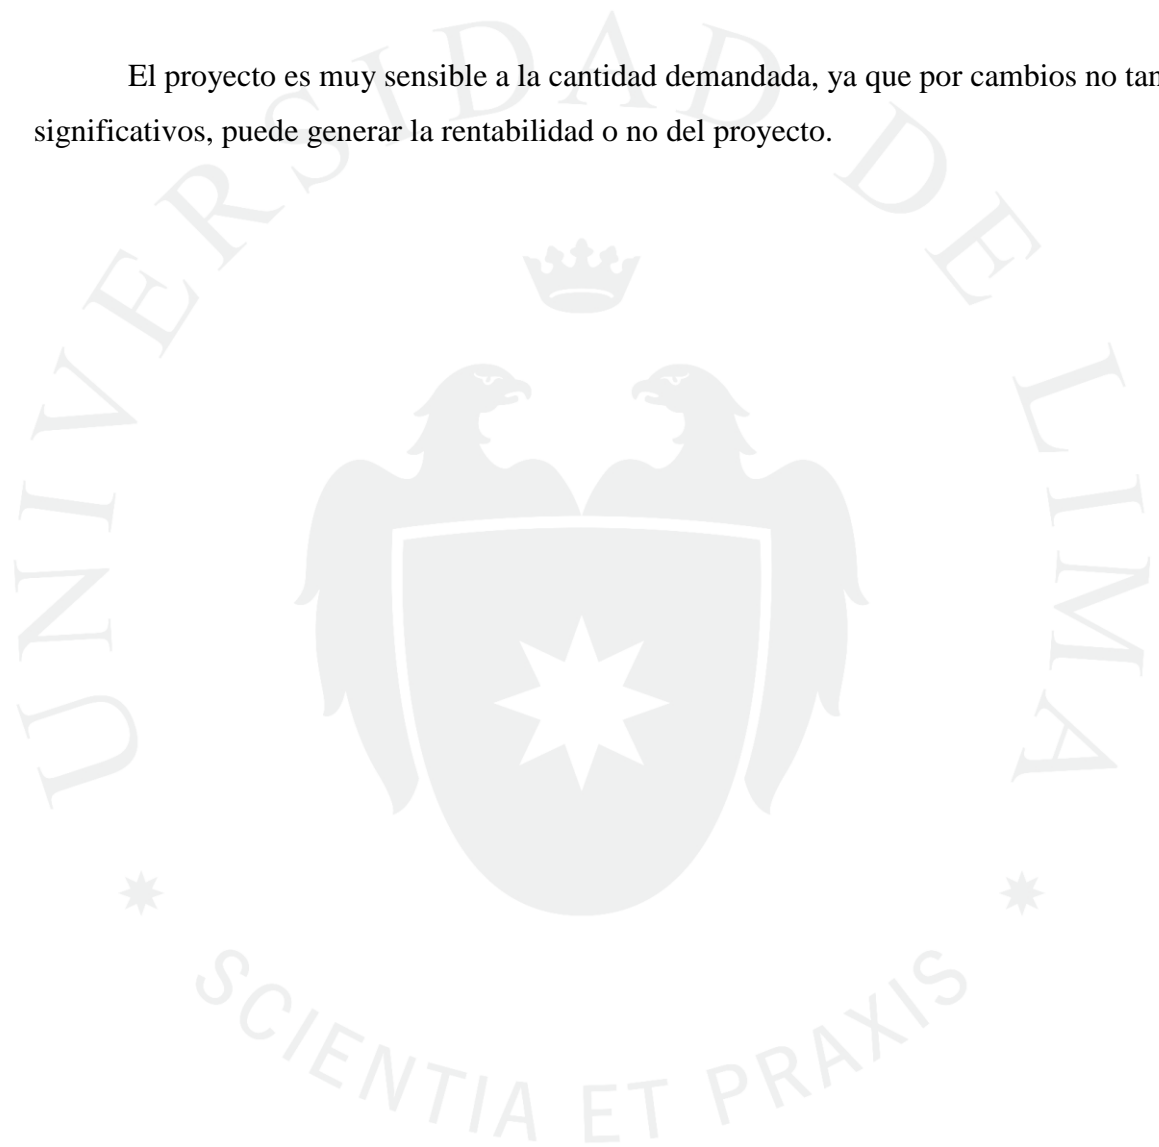 El proyecto es muy sensible a la cantidad demandada, ya que por cambios no tan
significativos, puede generar la rentabilidad o no del proyecto.
UNIVERSIDAD DE LIMA
SCIENTIA ET PRAXIS